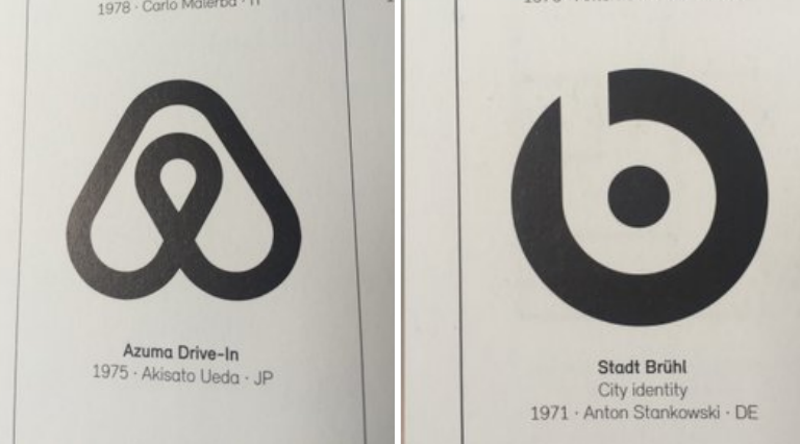 1978 · Carlo Malerba · IT
Azuma Drive-In
1975 · Akisato Ueda · JP
Stadt Brühl
City identity
1971 · Anton Stankowski · DE